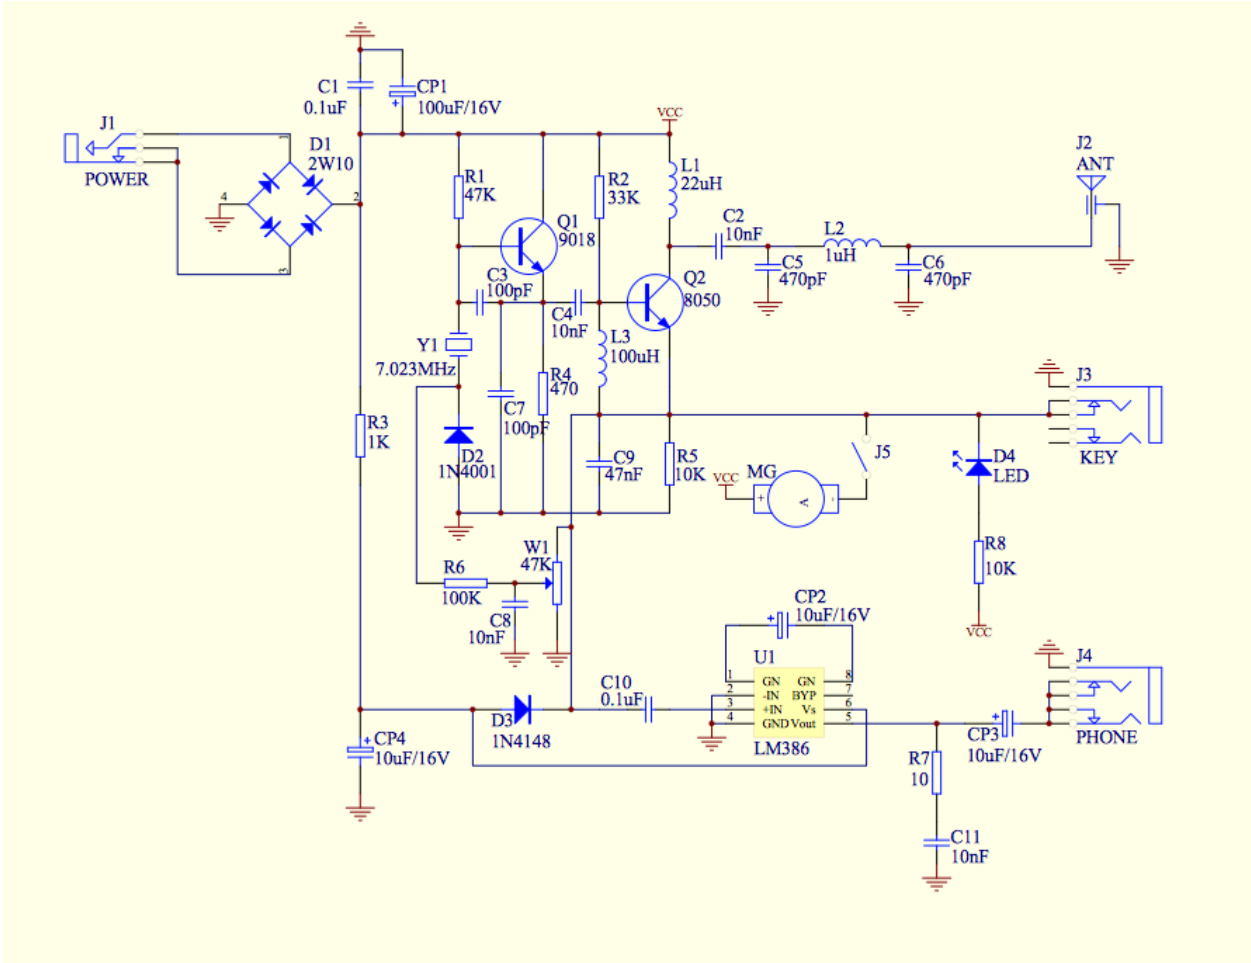 C1
0.1uF
CP1
+
100uF/16V
J1
POWER
1
D1
2W10
4
2
3
VCC
L1
22uH
J2
ANT
R1
47K
R2
33K
Q1
9018
C2
10nF
L2
1uH
C5
470pF
C6
470pF
C3
100pF
C4
10nF
Q2
8050
Y1
7.023MHz
L3
100uH
R4
470
J3
KEY
R3
1K
C7
100pF
D2
1N4001
C9
47nF
R5
10K
J5
VCC
MG
+
A
-
D4
LED
W1
47K
R6
100K
C8
10nF
R8
10K
VCC
CP2
+
10uF/16V
U1
1
GN
GN
8
2
-IN
BYP
7
3
+IN
Vs
6
4
GND
Vout
5
LM386
J4
PHONE
C10
0.1uF
D3
1N4148
CP4
+
10uF/16V
CP3
+
10uF/16V
R7
10
C11
10nF